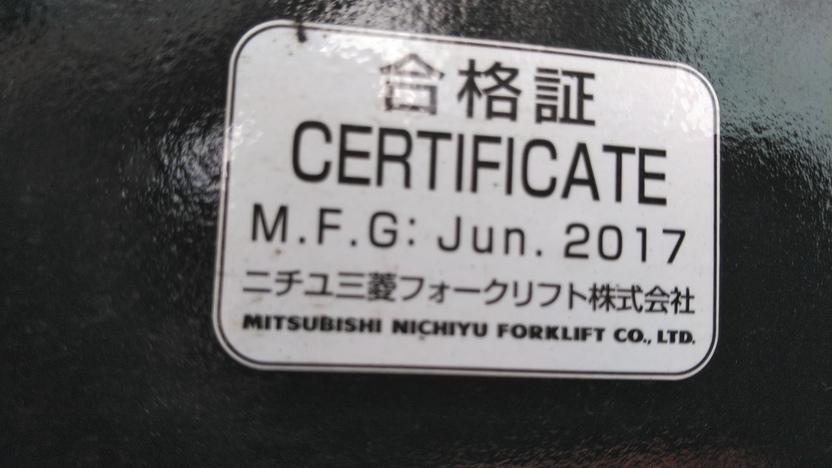 合格証
CERTIFICATE
M.F.G: Jun. 2017
ニチユ三菱フォークリフト株式会社
MITSUBISHI NICHIYU FORKLIFT CO., LTD.